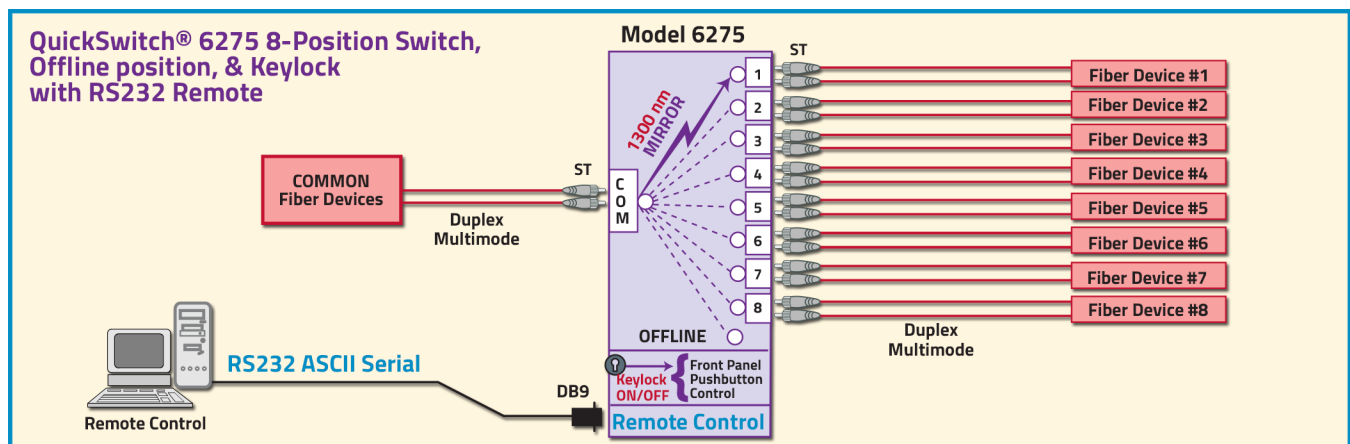 QuickSwitch® 6275 8-Position Switch,
Offline position, & Keylock
with RS232 Remote
Model 6275
ST
1
2
3
4
5
6
7
8
1300 nm
MIRROR
Fiber Device #1
Fiber Device #2
Fiber Device #3
Fiber Device #4
Fiber Device #5
Fiber Device #6
Fiber Device #7
Fiber Device #8
COMMON
Fiber Devices
ST
COM
Duplex
Multimode
OFFLINE
Duplex
Multimode
RS232 ASCII Serial
Remote Control
DB9
Keylock
ON/OFF
Front Panel
Pushbutton
Control
Remote Control